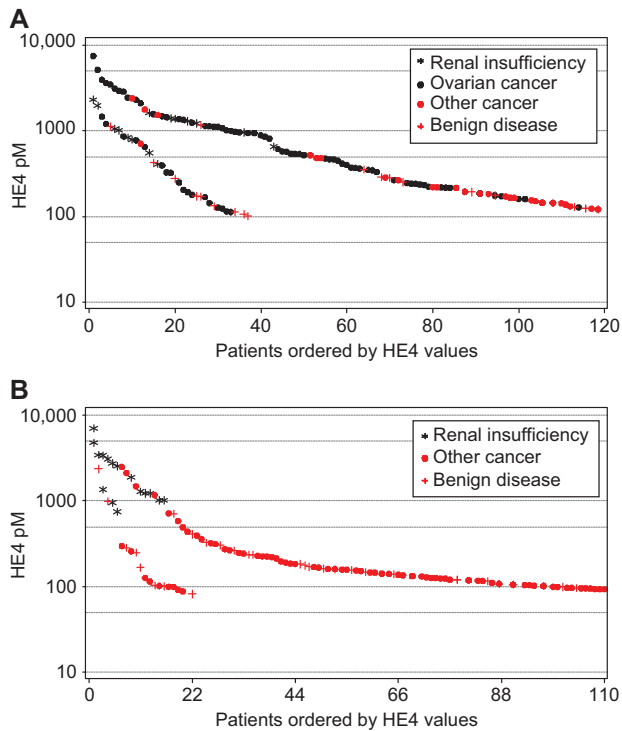 A
10,000
1000
100
10
HE4 pM
* Renal insufficiency
● Ovarian cancer
● Other cancer
+ Benign disease
0 20 40 60 80 100 120
Patients ordered by HE4 values
B
10,000
1000
100
10
HE4 pM
* Renal insufficiency
● Other cancer
+ Benign disease
0 22 44 66 88 110
Patients ordered by HE4 values